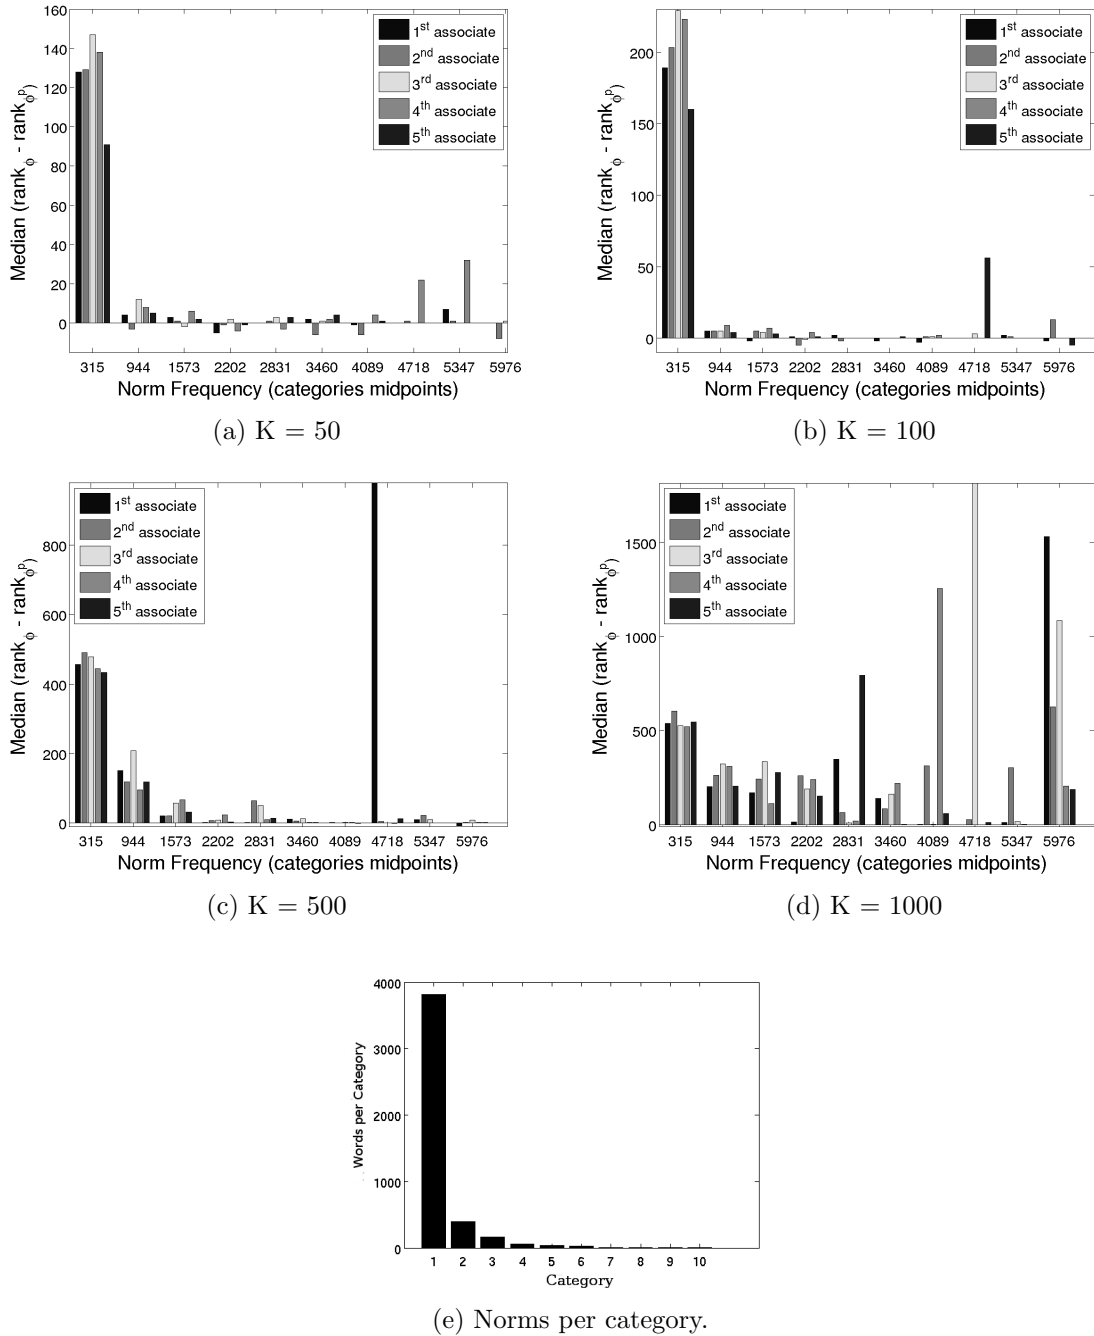 160
140
120
100
80
60
40
20
0
Median (rank_ϕ - rank_ϕ^p)
1st associate
2nd associate
3rd associate
4th associate
5th associate
315 944 1573 2202 2831 3460 4089 4718 5347 5976
Norm Frequency (categories midpoints)
(a) K = 50
200
150
100
50
0
Median (rank_ϕ - rank_ϕ^p)
1st associate
2nd associate
3rd associate
4th associate
5th associate
315 944 1573 2202 2831 3460 4089 4718 5347 5976
Norm Frequency (categories midpoints)
(b) K = 100
800
600
400
200
0
Median (rank_ϕ - rank_ϕ^p)
1st associate
2nd associate
3rd associate
4th associate
5th associate
315 944 1573 2202 2831 3460 4089 4718 5347 5976
Norm Frequency (categories midpoints)
(c) K = 500
1500
1000
500
0
Median (rank_ϕ - rank_ϕ^p)
1st associate
2nd associate
3rd associate
4th associate
5th associate
315 944 1573 2202 2831 3460 4089 4718 5347 5976
Norm Frequency (categories midpoints)
(d) K = 1000
4000
3000
2000
1000
0
Words per Category
1 2 3 4 5 6 7 8 9 10
Category
(e) Norms per category.